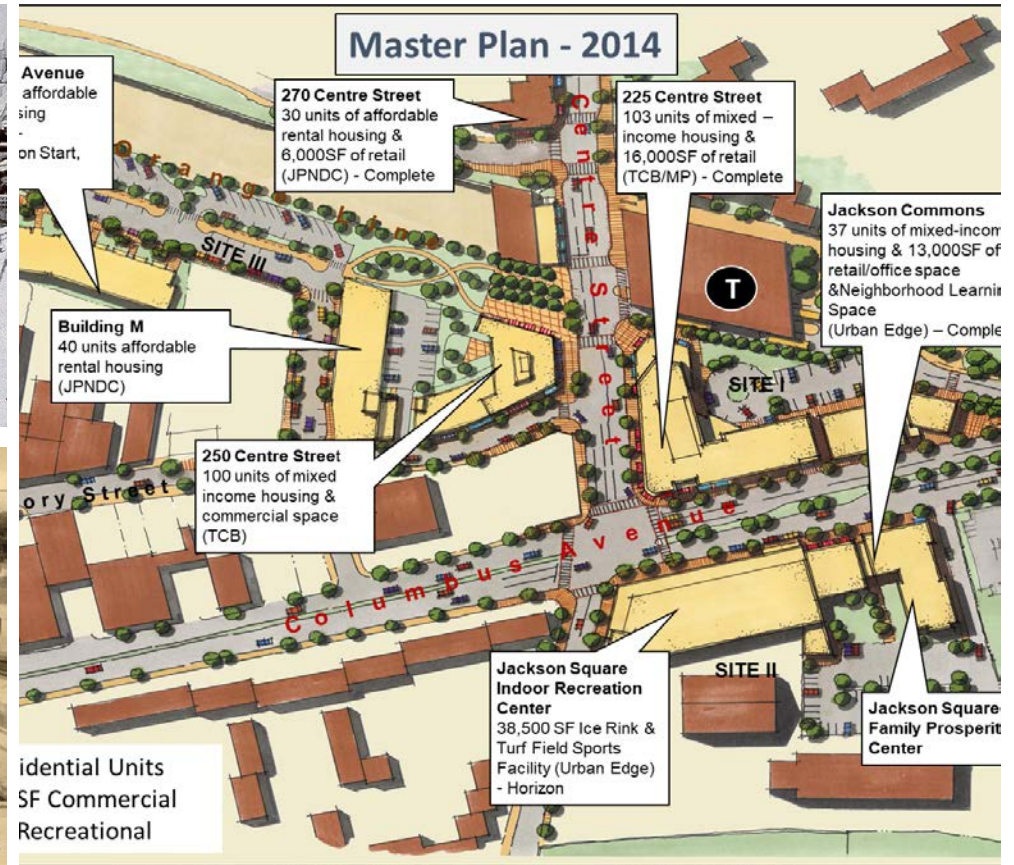 Master Plan - 2014
Avenue
affordable
sing
-
on Start,
270 Centre Street
30 units of affordable
rental housing &
6,000SF of retail
(JPNDC) - Complete
225 Centre Street
103 units of mixed –
income housing &
16,000SF of retail
(TCB/MP) - Complete
Jackson Commons
37 units of mixed-incom
housing & 13,000SF of
retail/office space
&Neighborhood Learnin
Space
(Urban Edge) – Comple
Orange Line
Centre Street
SITE III
T
Building M
40 units affordable
rental housing
(JPNDC)
SITE I
250 Centre Street
100 units of mixed
income housing &
commercial space
(TCB)
ory Street
Columbus Avenue
Jackson Square
Indoor Recreation
Center
38,500 SF Ice Rink &
Turf Field Sports
Facility (Urban Edge)
- Horizon
SITE II
Jackson Square
Family Prosperit
Center
idential Units
SF Commercial
Recreational